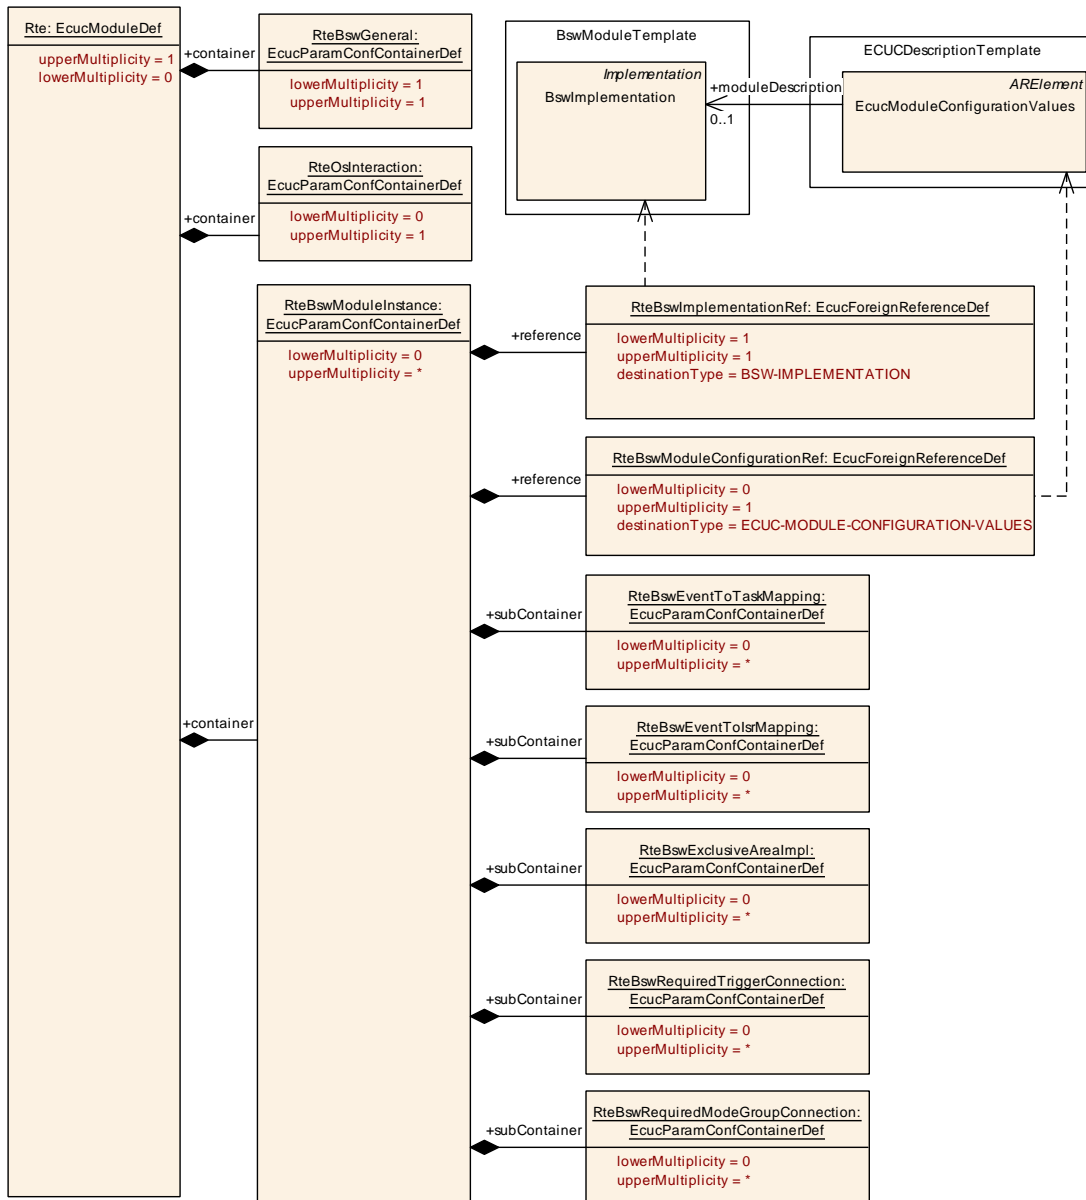 Rte: EcucModuleDef
upperMultiplicity = 1
lowerMultiplicity = 0
+container
RteBswGeneral:
EcucParamConfContainerDef
lowerMultiplicity = 1
upperMultiplicity = 1
BswModuleTemplate
Implementation
BswImplementation
+moduleDescription
0..1
ECUCDescriptionTemplate
ARElement
EcucModuleConfigurationValues
+container
RteOsInteraction:
EcucParamConfContainerDef
lowerMultiplicity = 0
upperMultiplicity = 1
+container
RteBswModuleInstance:
EcucParamConfContainerDef
lowerMultiplicity = 0
upperMultiplicity = *
+reference
RteBswImplementationRef: EcucForeignReferenceDef
lowerMultiplicity = 1
upperMultiplicity = 1
destinationType = BSW-IMPLEMENTATION
+reference
RteBswModuleConfigurationRef: EcucForeignReferenceDef
lowerMultiplicity = 0
upperMultiplicity = 1
destinationType = ECUC-MODULE-CONFIGURATION-VALUES
+subContainer
RteBswEventToTaskMapping:
EcucParamConfContainerDef
lowerMultiplicity = 0
upperMultiplicity = *
+subContainer
RteBswEventToIsrMapping:
EcucParamConfContainerDef
lowerMultiplicity = 0
upperMultiplicity = *
+subContainer
RteBswExclusiveAreaImpl:
EcucParamConfContainerDef
lowerMultiplicity = 0
upperMultiplicity = *
+subContainer
RteBswRequiredTriggerConnection:
EcucParamConfContainerDef
lowerMultiplicity = 0
upperMultiplicity = *
+subContainer
RteBswRequiredModeGroupConnection:
EcucParamConfContainerDef
lowerMultiplicity = 0
upperMultiplicity = *